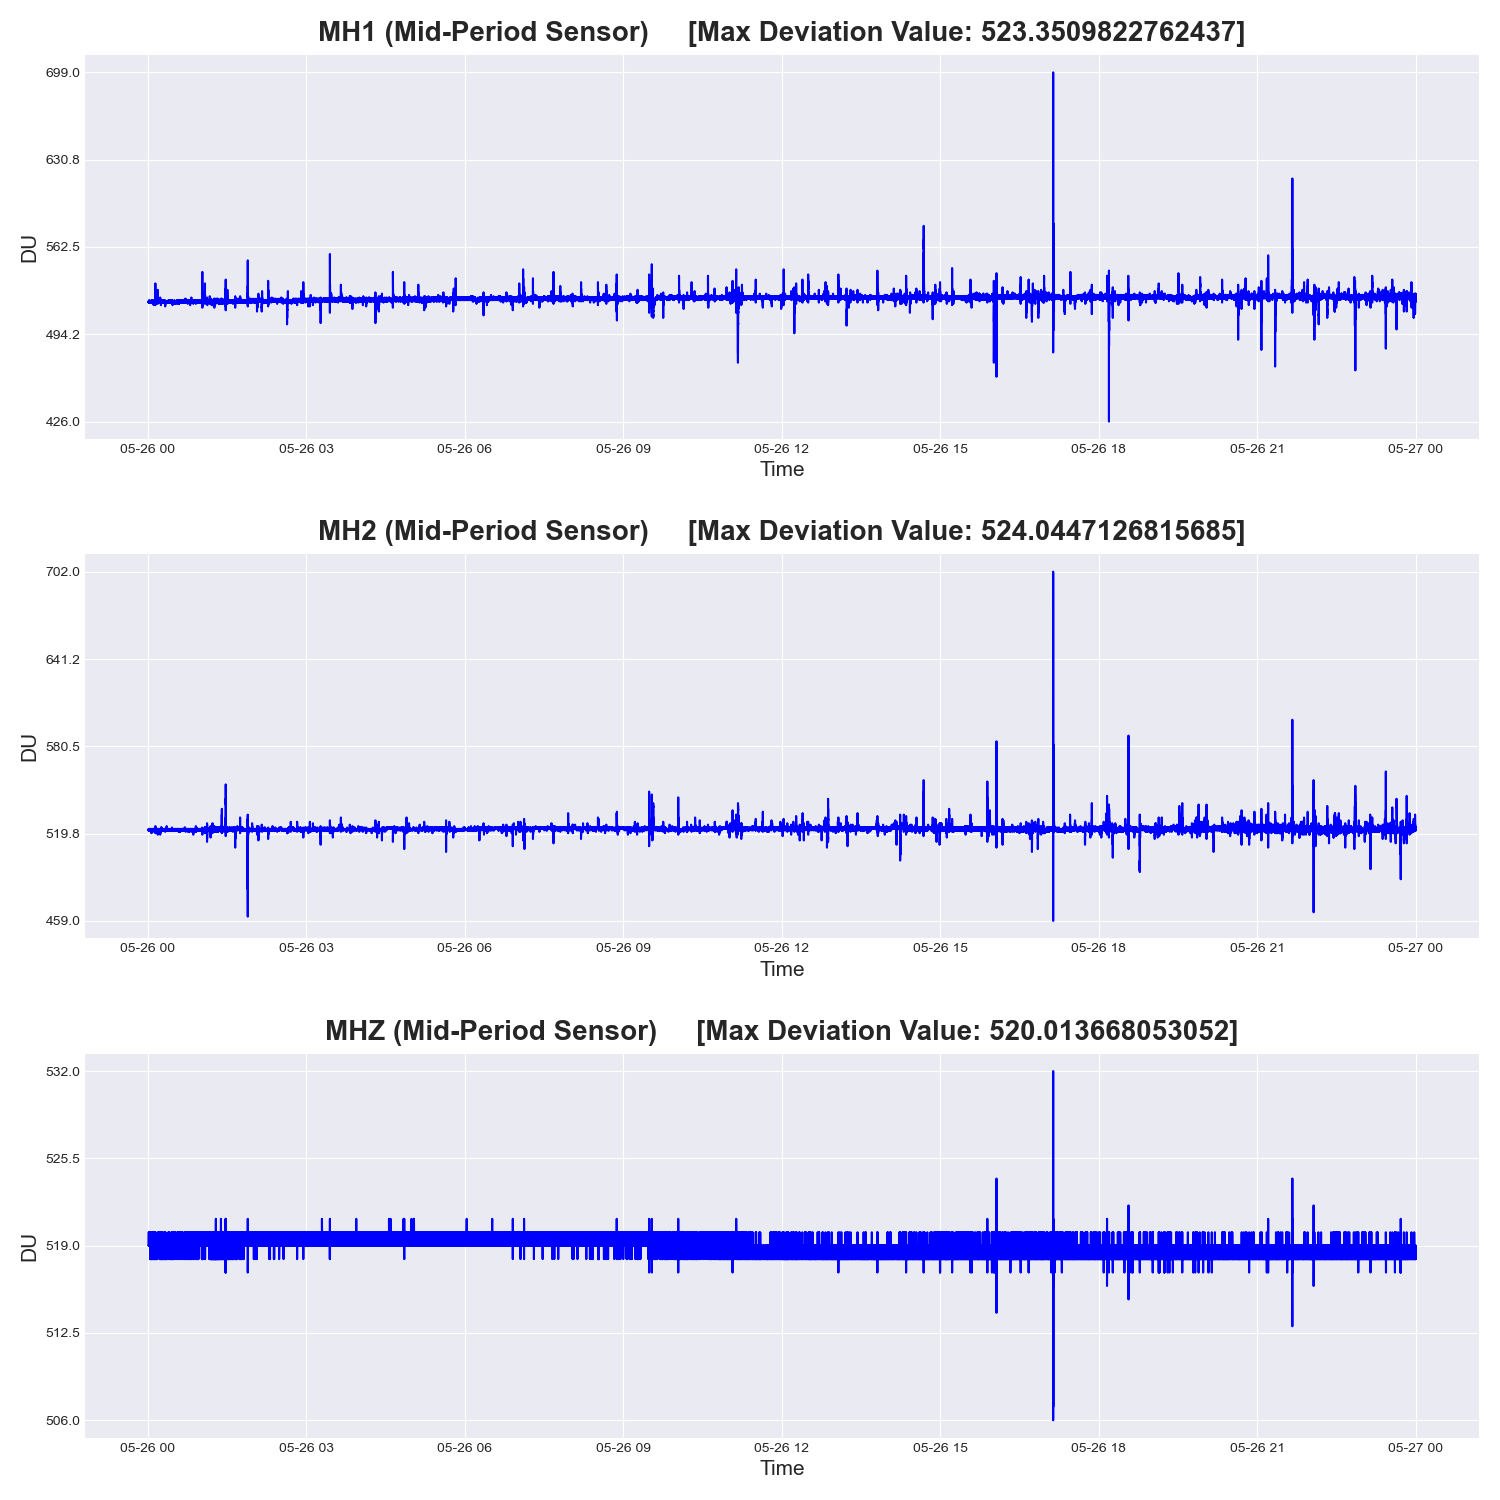 MH1 (Mid-Period Sensor) [Max Deviation Value: 523.3509822762437]
699.0
630.8
562.5
494.2
426.0
DU
05-26 00 05-26 03 05-26 06 05-26 09 05-26 12 05-26 15 05-26 18 05-26 21 05-27 00
Time
MH2 (Mid-Period Sensor) [Max Deviation Value: 524.0447126815685]
702.0
641.2
580.5
519.8
459.0
DU
05-26 00 05-26 03 05-26 06 05-26 09 05-26 12 05-26 15 05-26 18 05-26 21 05-27 00
Time
MHZ (Mid-Period Sensor) [Max Deviation Value: 520.013668053052]
532.0
525.5
519.0
512.5
506.0
DU
05-26 00 05-26 03 05-26 06 05-26 09 05-26 12 05-26 15 05-26 18 05-26 21 05-27 00
Time